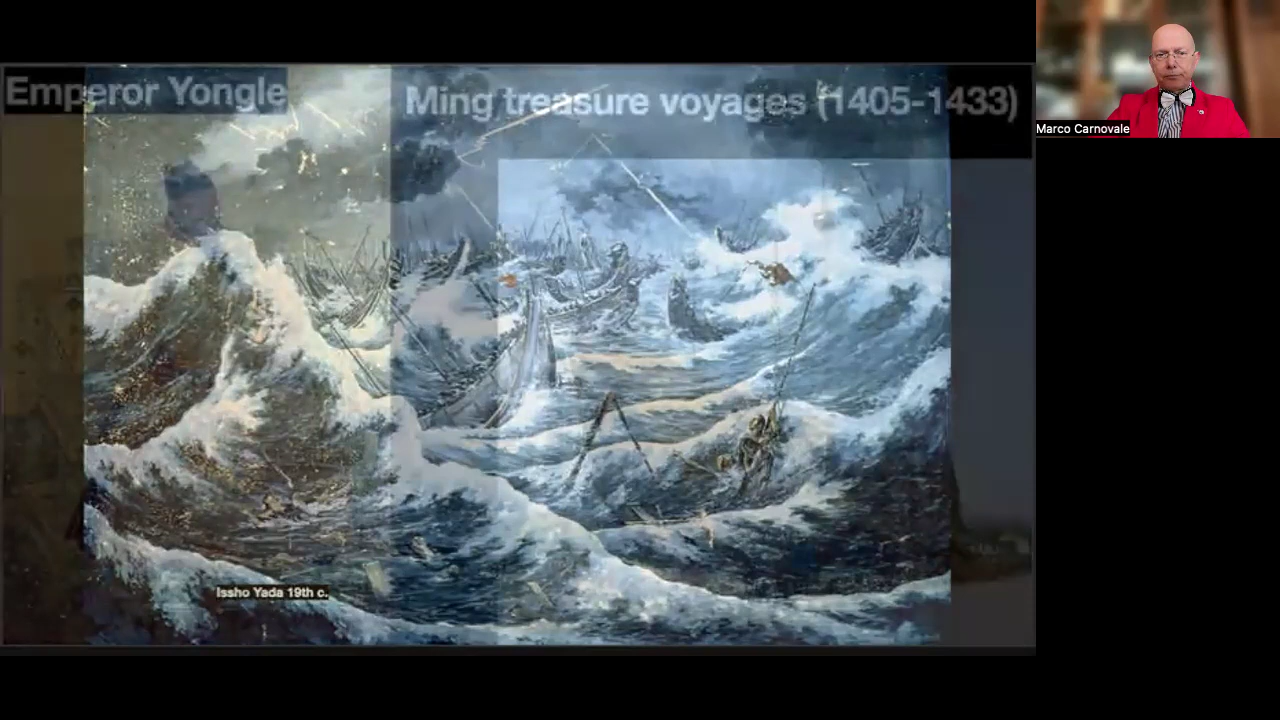 Emperor Yongle
Ming treasure voyages (1405-1433)
Marco Carnovale
Issho Yada 19th c.